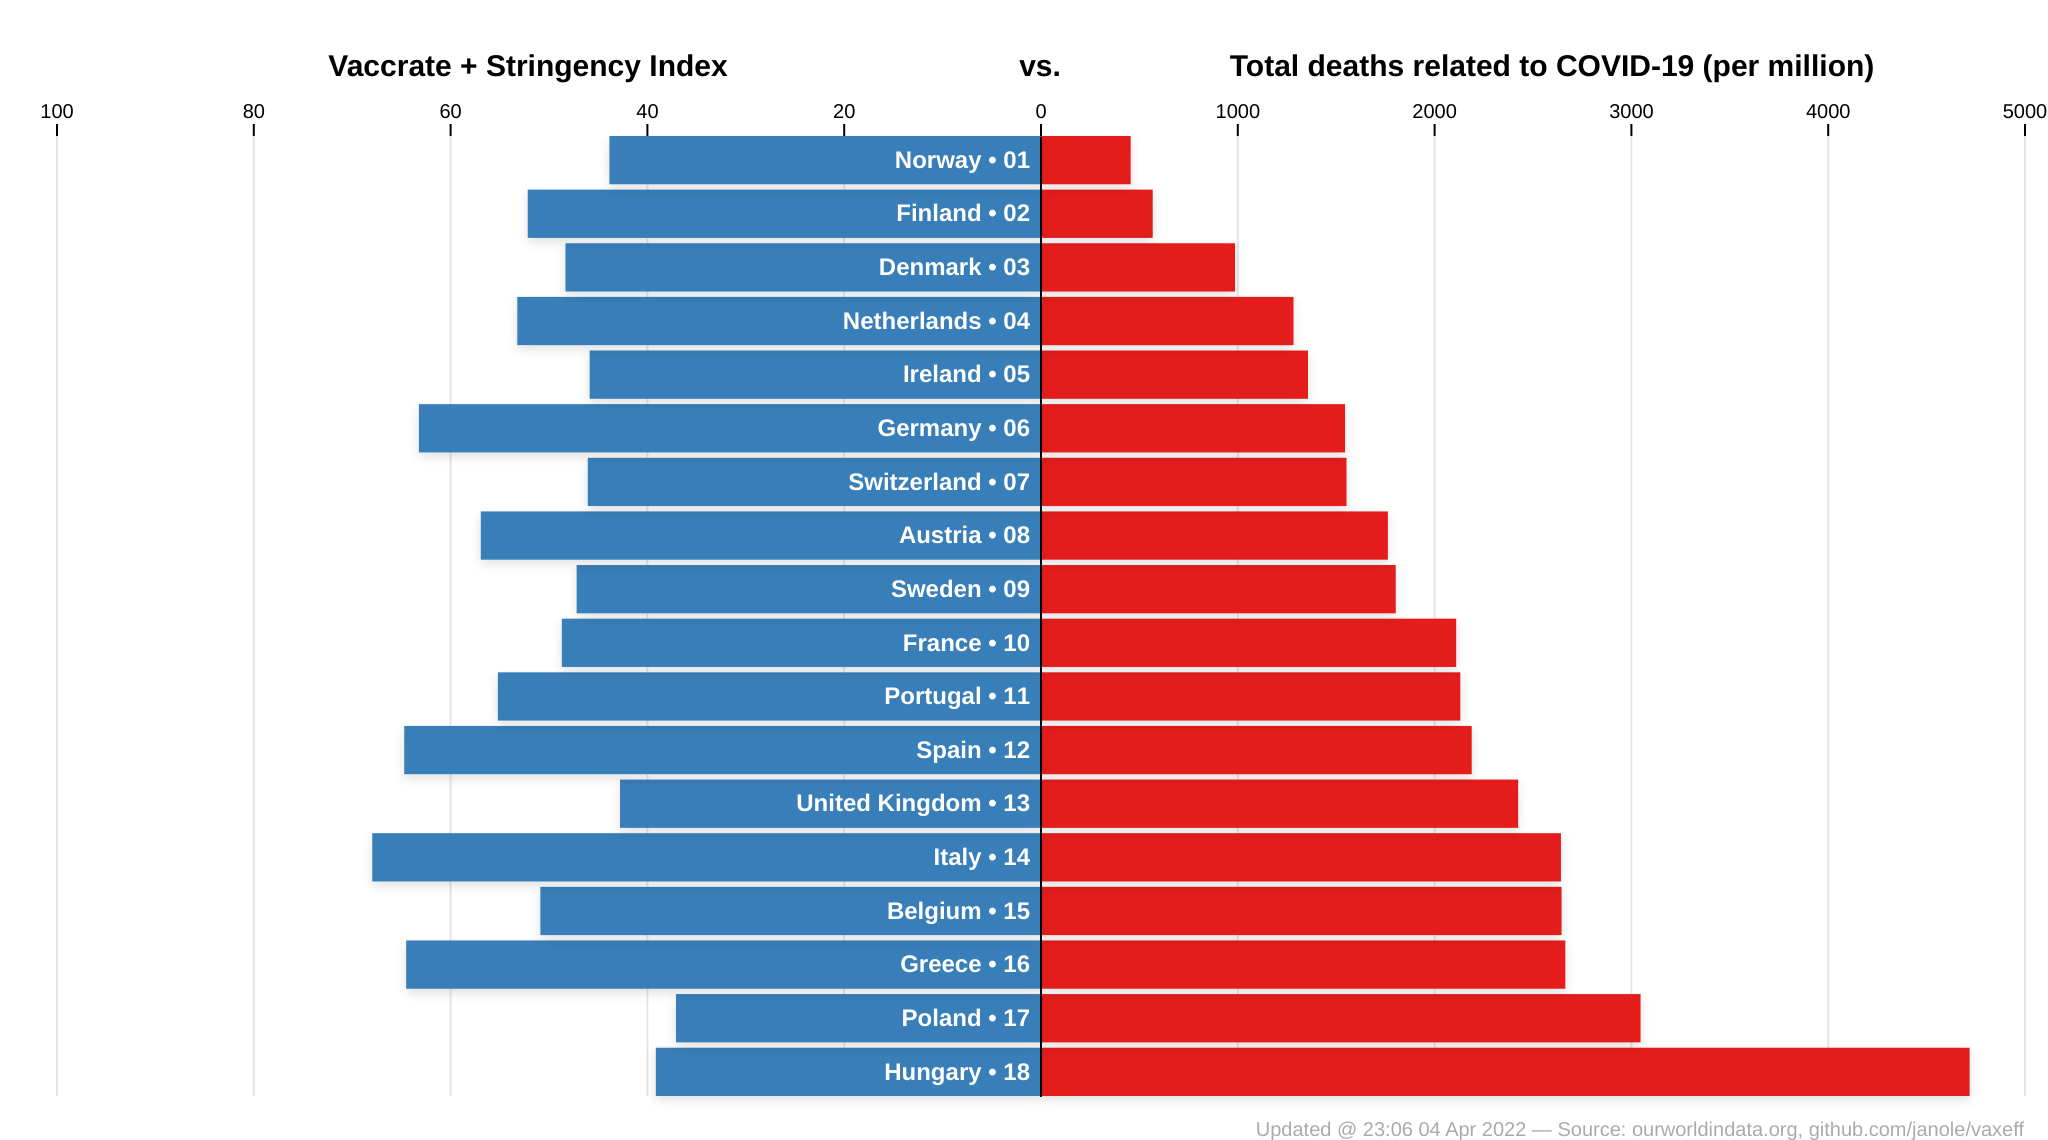 Vaccrate + Stringency Index vs. Total deaths related to COVID-19 (per million)
100 80 60 40 20 0 1000 2000 3000 4000 5000
Norway • 01
Finland • 02
Denmark • 03
Netherlands • 04
Ireland • 05
Germany • 06
Switzerland • 07
Austria • 08
Sweden • 09
France • 10
Portugal • 11
Spain • 12
United Kingdom • 13
Italy • 14
Belgium • 15
Greece • 16
Poland • 17
Hungary • 18
Updated @ 23:06 04 Apr 2022 — Source: ourworldindata.org, github.com/janole/vaxeff